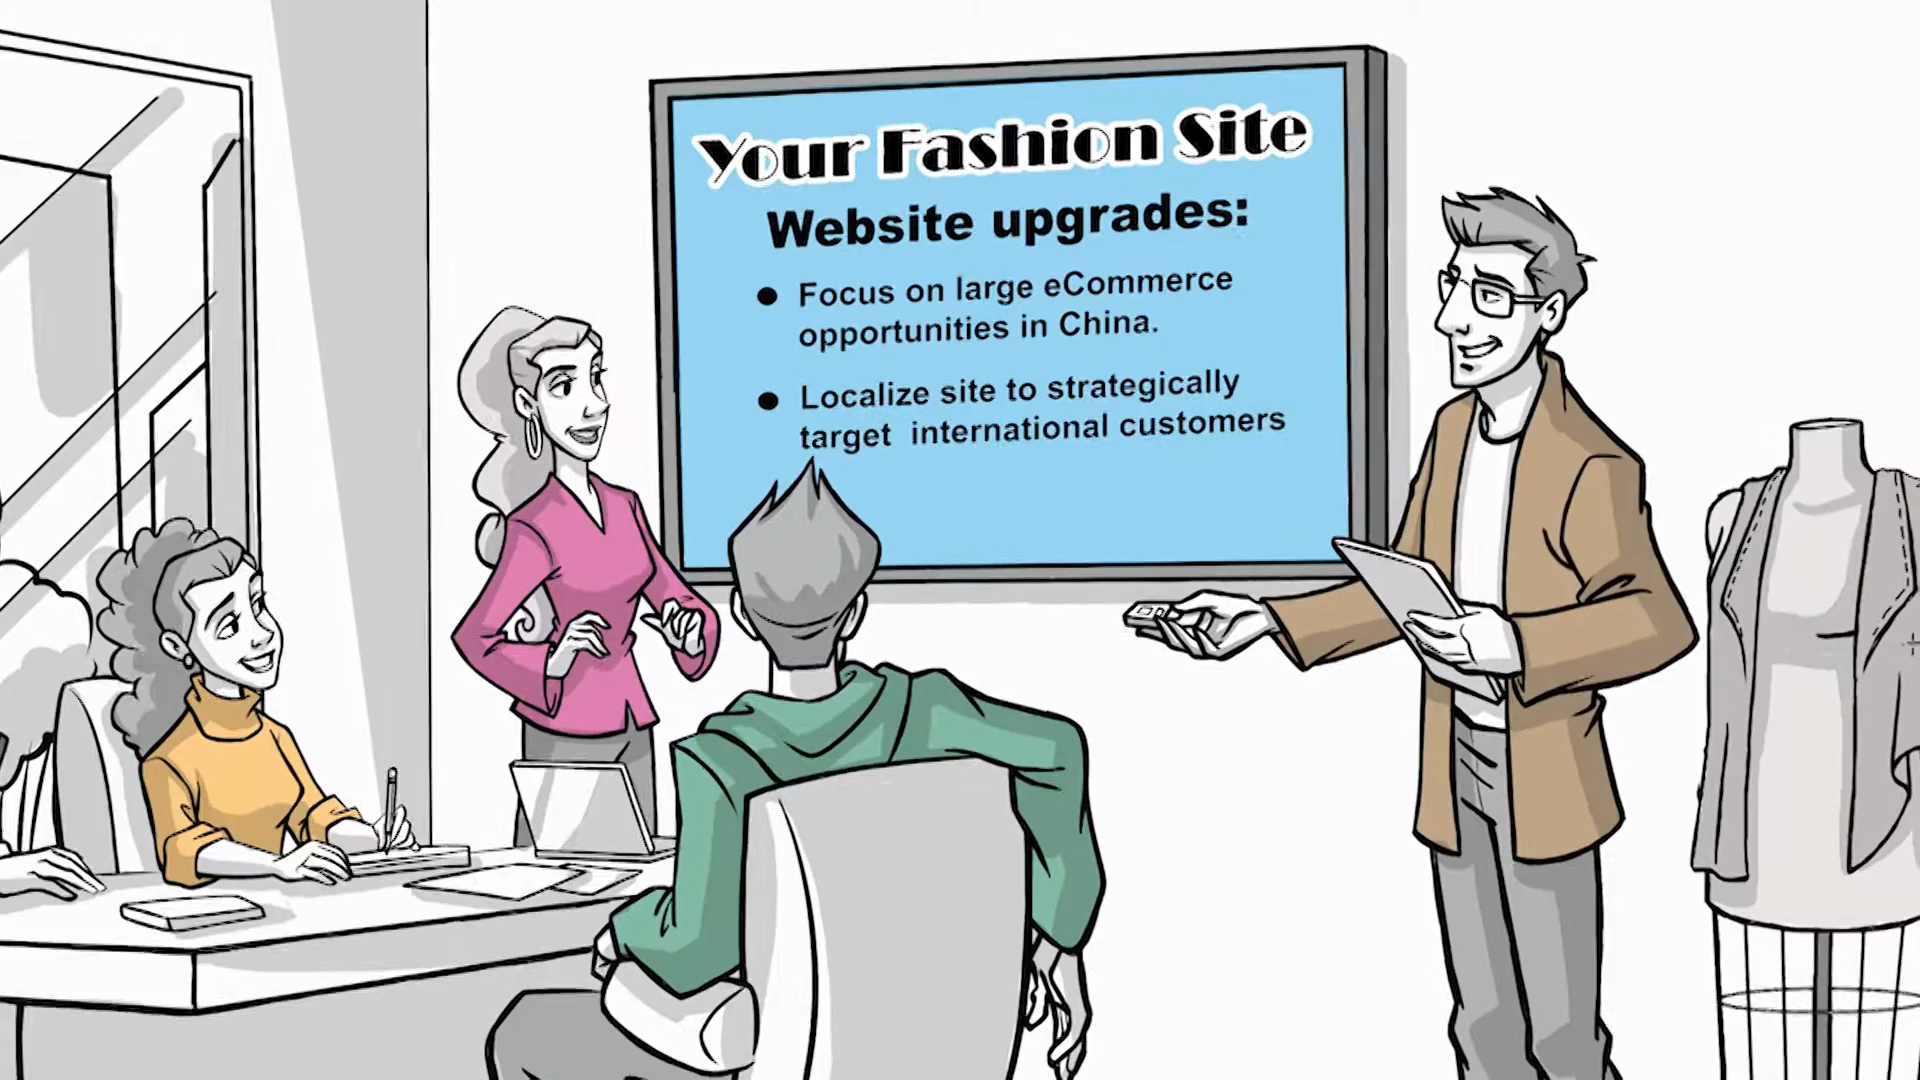 Your Fashion Site
Website upgrades:
● Focus on large eCommerce
opportunities in China.
● Localize site to strategically
target international customers